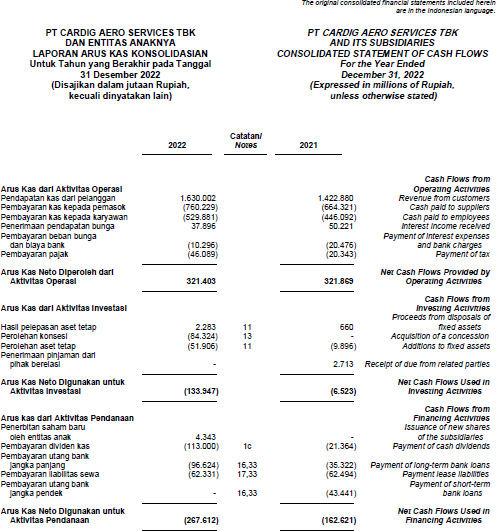 The original consolidated financial statements included herein
are in the Indonesian language.
PT CARDIG AERO SERVICES TBK
DAN ENTITAS ANAKNYA
LAPORAN ARUS KAS KONSOLIDASIAN
Untuk Tahun yang Berakhir pada Tanggal
31 Desember 2022
(Disajikan dalam jutaan Rupiah,
kecuali dinyatakan lain)
PT CARDIG AERO SERVICES TBK
AND ITS SUBSIDIARIES
CONSOLIDATED STATEMENT OF CASH FLOWS
For the Year Ended
December 31, 2022
(Expressed in millions of Rupiah,
unless otherwise stated)
Catatan/
2022 Notes 2021
Cash Flows from
Arus Kas dari Aktivitas Operasi Operating Activities
Pendapatan kas dari pelanggan 1.630.002 1.422.880 Revenue from customers
Pembayaran kas kepada pemasok (760.229) (664.321) Cash paid to suppliers
Pembayaran kas kepada karyawan (529.881) (446.092) Cash paid to employees
Penerimaan pendapatan bunga 37.896 50.221 Interest income received
Pembayaran beban bunga Payment of interest expenses
dan biaya bank (10.296) (20.476) and bank charges
Pembayaran pajak (46.089) (20.343) Payment of tax
Arus Kas Neto Diperoleh dari Net Cash Flows Provided by
Aktivitas Operasi 321.403 321.869 Operating Activities
Cash Flows from
Arus Kas dari Aktivitas Investasi Investing Activities
Proceeds from disposals of
Hasil pelepasan aset tetap 2.283 11 660 fixed assets
Perolehan konsesi (84.324) 13 - Acquisition of a concession
Perolehan aset tetap (51.906) 11 (9.896) Additions to fixed assets
Penerimaan pinjaman dari
pihak berelasi - 2.713 Receipt of due from related parties
Arus Kas Neto Digunakan untuk Net Cash Flows Used in
Aktivitas Investasi (133.947) (6.523) Investing Activities
Cash Flows from
Arus kas dari Aktivitas Pendanaan Financing Activities
Penerbitan saham baru Issuance of new shares
oleh entitas anak 4.343 - of the subsidiaries
Pembayaran dividen kas (113.000) 1c (21.364) Payment of cash dividends
Pembayaran utang bank
jangka panjang (96.624) 16,33 (35.322) Payment of long-term bank loans
Pembayaran liabilitas sewa (62.331) 17,33 (62.494) Payment lease liabilities
Pembayaran utang bank Payment of short-term
jangka pendek - 16,33 (43.441) bank loans
Arus Kas Neto Digunakan untuk Net Cash Flows Used in
Aktivitas Pendanaan (267.612) (162.621) Financing Activities